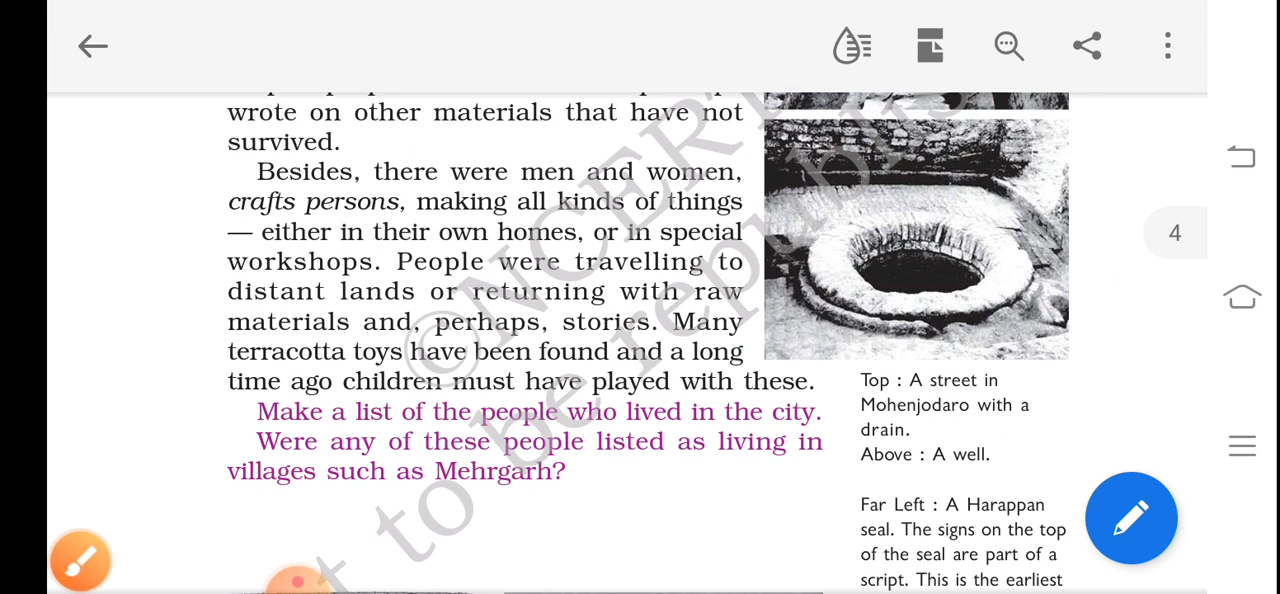 4
wrote on other materials that have not
survived.
Besides, there were men and women,
crafts persons, making all kinds of things
— either in their own homes, or in special
workshops. People were travelling to
distant lands or returning with raw
materials and, perhaps, stories. Many
terracotta toys have been found and a long
time ago children must have played with these.
Make a list of the people who lived in the city.
Were any of these people listed as living in
villages such as Mehrgarh?
Top : A street in
Mohenjodaro with a
drain.
Above : A well.
Far Left : A Harappan
seal. The signs on the top
of the seal are part of a
script. This is the earliest
©NCERT
t to be republis